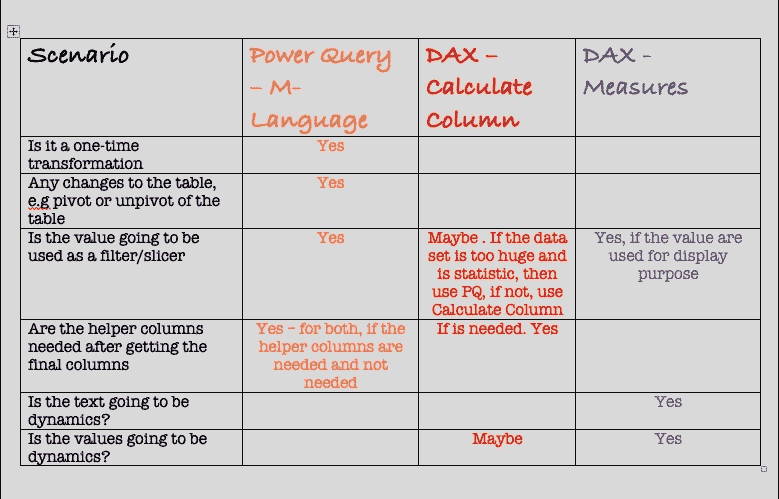 Scenario
Power Query
– M-
Language
DAX –
Calculate
Column
DAX -
Measures
Is it a one-time
transformation
Yes
Any changes to the table,
e.g pivot or unpivot of the
table
Yes
Is the value going to be
used as a filter/slicer
Yes
Maybe . If the data
set is too huge and
is statistic, then
use PQ, if not, use
Calculate Column
Yes, if the value are
used for display
purpose
Are the helper columns
needed after getting the
final columns
Yes – for both, if the
helper columns are
needed and not
needed
If is needed. Yes
Is the text going to be
dynamics?
Yes
Is the values going to be
dynamics?
Maybe
Yes